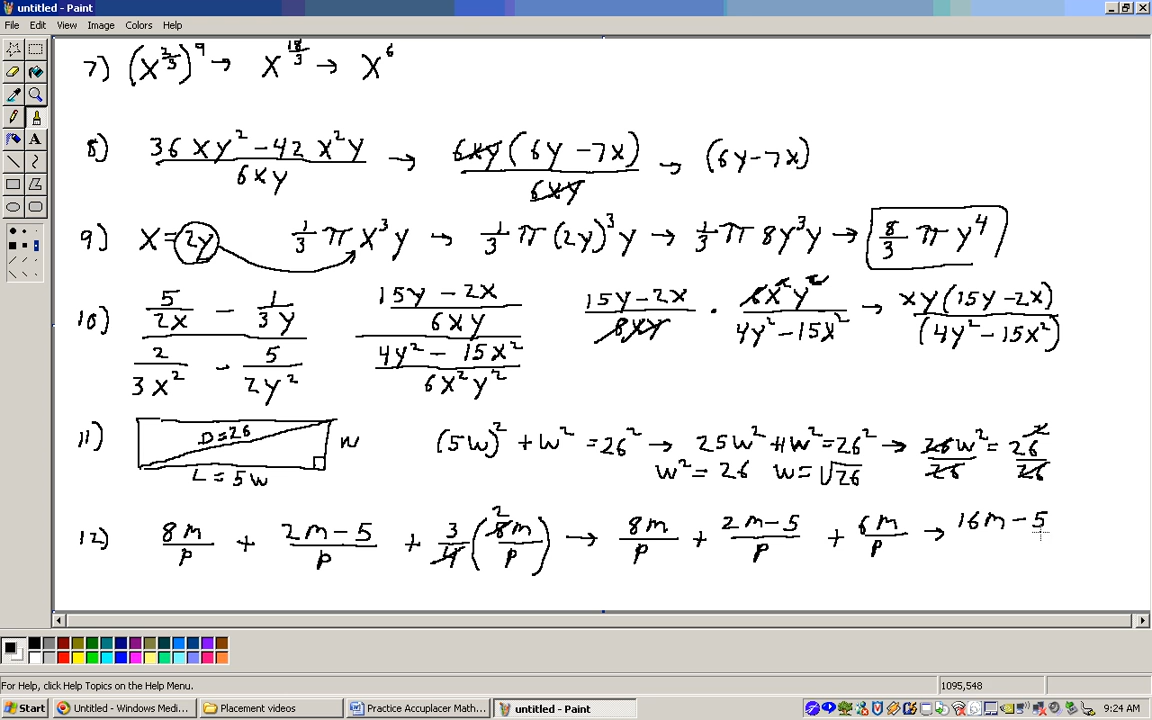 untitled - Paint
File Edit View Image Colors Help
7) (x^(2/3))^9 → x^(18/3) → x^6
8) (36xy² - 42x²y)/(6xy) → 6xy(6y - 7x)/(6xy) → (6y - 7x)
9) x = 2y 1/3 π x³y → 1/3 π (2y)³y → 1/3 π 8y³y → 8/3 π y⁴
10) (5/(2x) - 1/(3y))/(2/(3x²) - 5/(2y²)) ((15y - 2x)/(6xy))/((4y² - 15x²)/(6x²y²)) (15y - 2x)/(6xy) · (6x²y²)/(4y² - 15x²) → xy(15y - 2x)/(4y² - 15x²)
11) D = 26 W (5w)² + w² = 26² → 25w² + 1w² = 26² → 26w²/26 = 26²/26
L = 5w w² = 26 w = √26
12) 8m/p + (2m - 5)/p + 3/4 (8m/p) 2 → 8m/p + (2m - 5)/p + 6m/p → 16m - 5
For Help, click Help Topics on the Help Menu. 1095,548
Start Untitled - Windows Medi... Placement videos Practice Accuplacer Math... untitled - Paint 9:24 AM